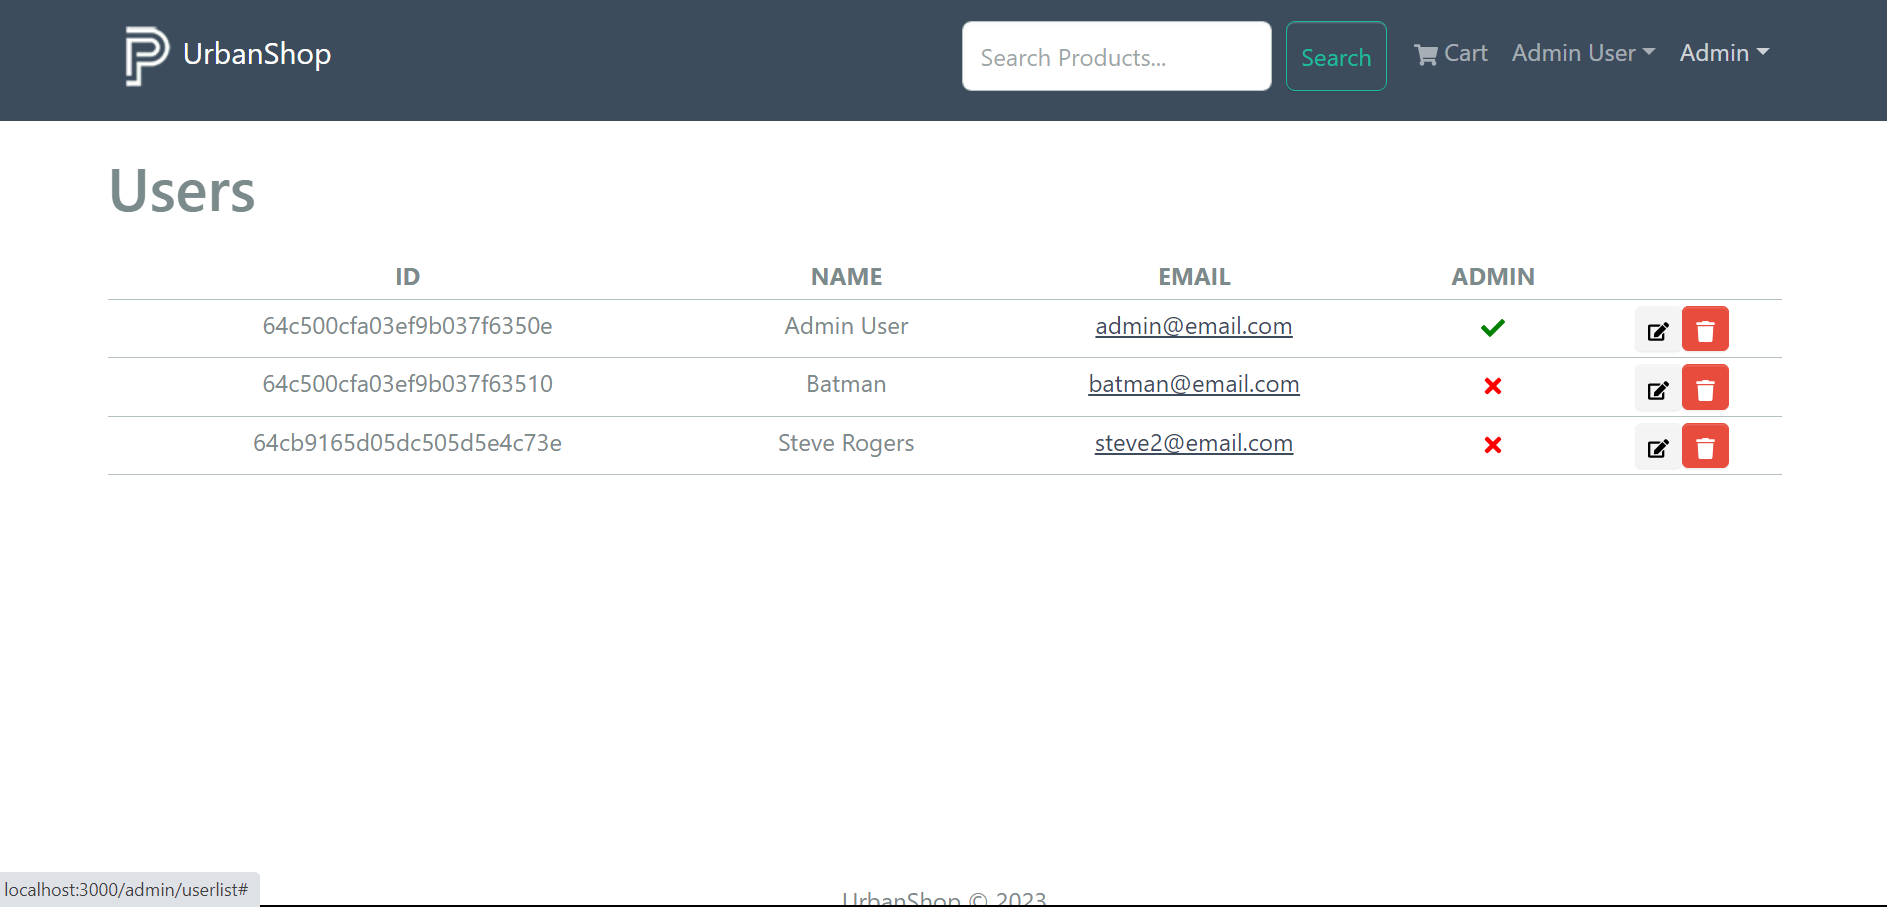 UrbanShop
Search Products...
Search
Cart
Admin User
Admin
Users
ID NAME EMAIL ADMIN
64c500cfa03ef9b037f6350e Admin User admin@email.com
64c500cfa03ef9b037f63510 Batman batman@email.com
64cb9165d05dc505d5e4c73e Steve Rogers steve2@email.com
localhost:3000/admin/userlist#
UrbanShop © 2023